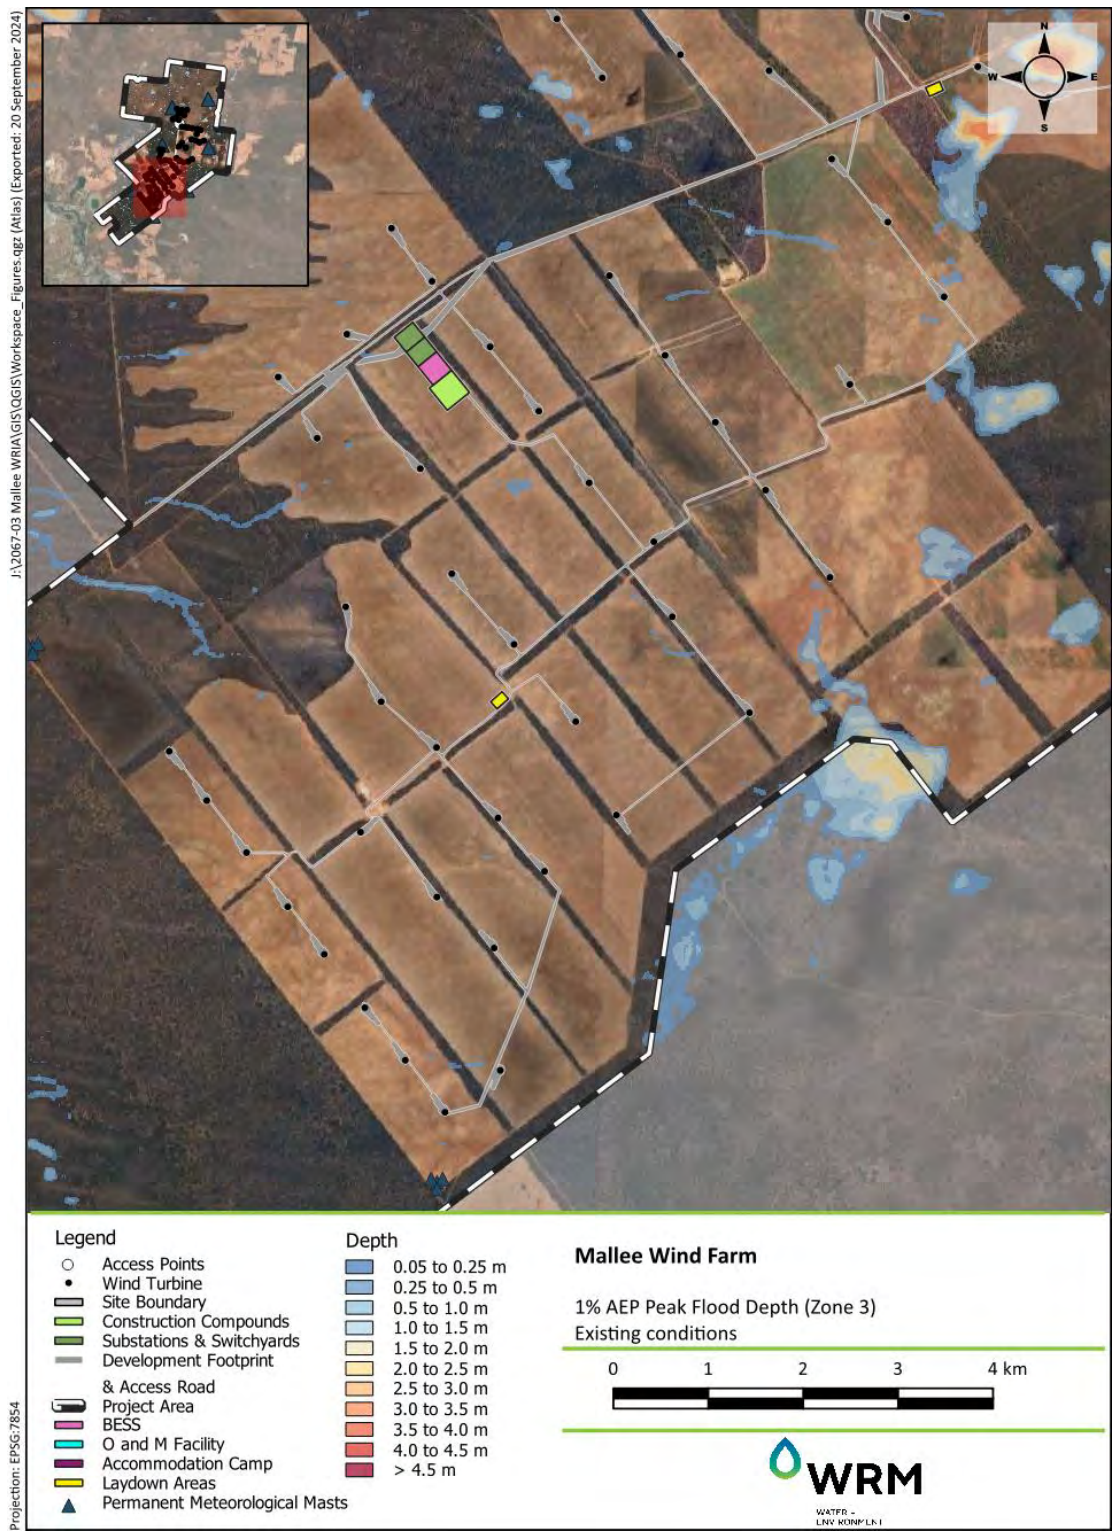 J:\2067-03 Mallee WRIA\GIS\QGIS\Workspace_Figures.qgz (Atlas) (Exported: 20 September 2024)
N
W
E
S
Legend
Access Points
Wind Turbine
Site Boundary
Construction Compounds
Substations & Switchyards
Development Footprint
& Access Road
Project Area
BESS
O and M Facility
Accommodation Camp
Laydown Areas
Permanent Meteorological Masts
Depth
0.05 to 0.25 m
0.25 to 0.5 m
0.5 to 1.0 m
1.0 to 1.5 m
1.5 to 2.0 m
2.0 to 2.5 m
2.5 to 3.0 m
3.0 to 3.5 m
3.5 to 4.0 m
4.0 to 4.5 m
> 4.5 m
Mallee Wind Farm
1% AEP Peak Flood Depth (Zone 3)
Existing conditions
0 1 2 3 4 km
WRM
WATER +
ENVIRONMENT
Projection: EPSG:7854